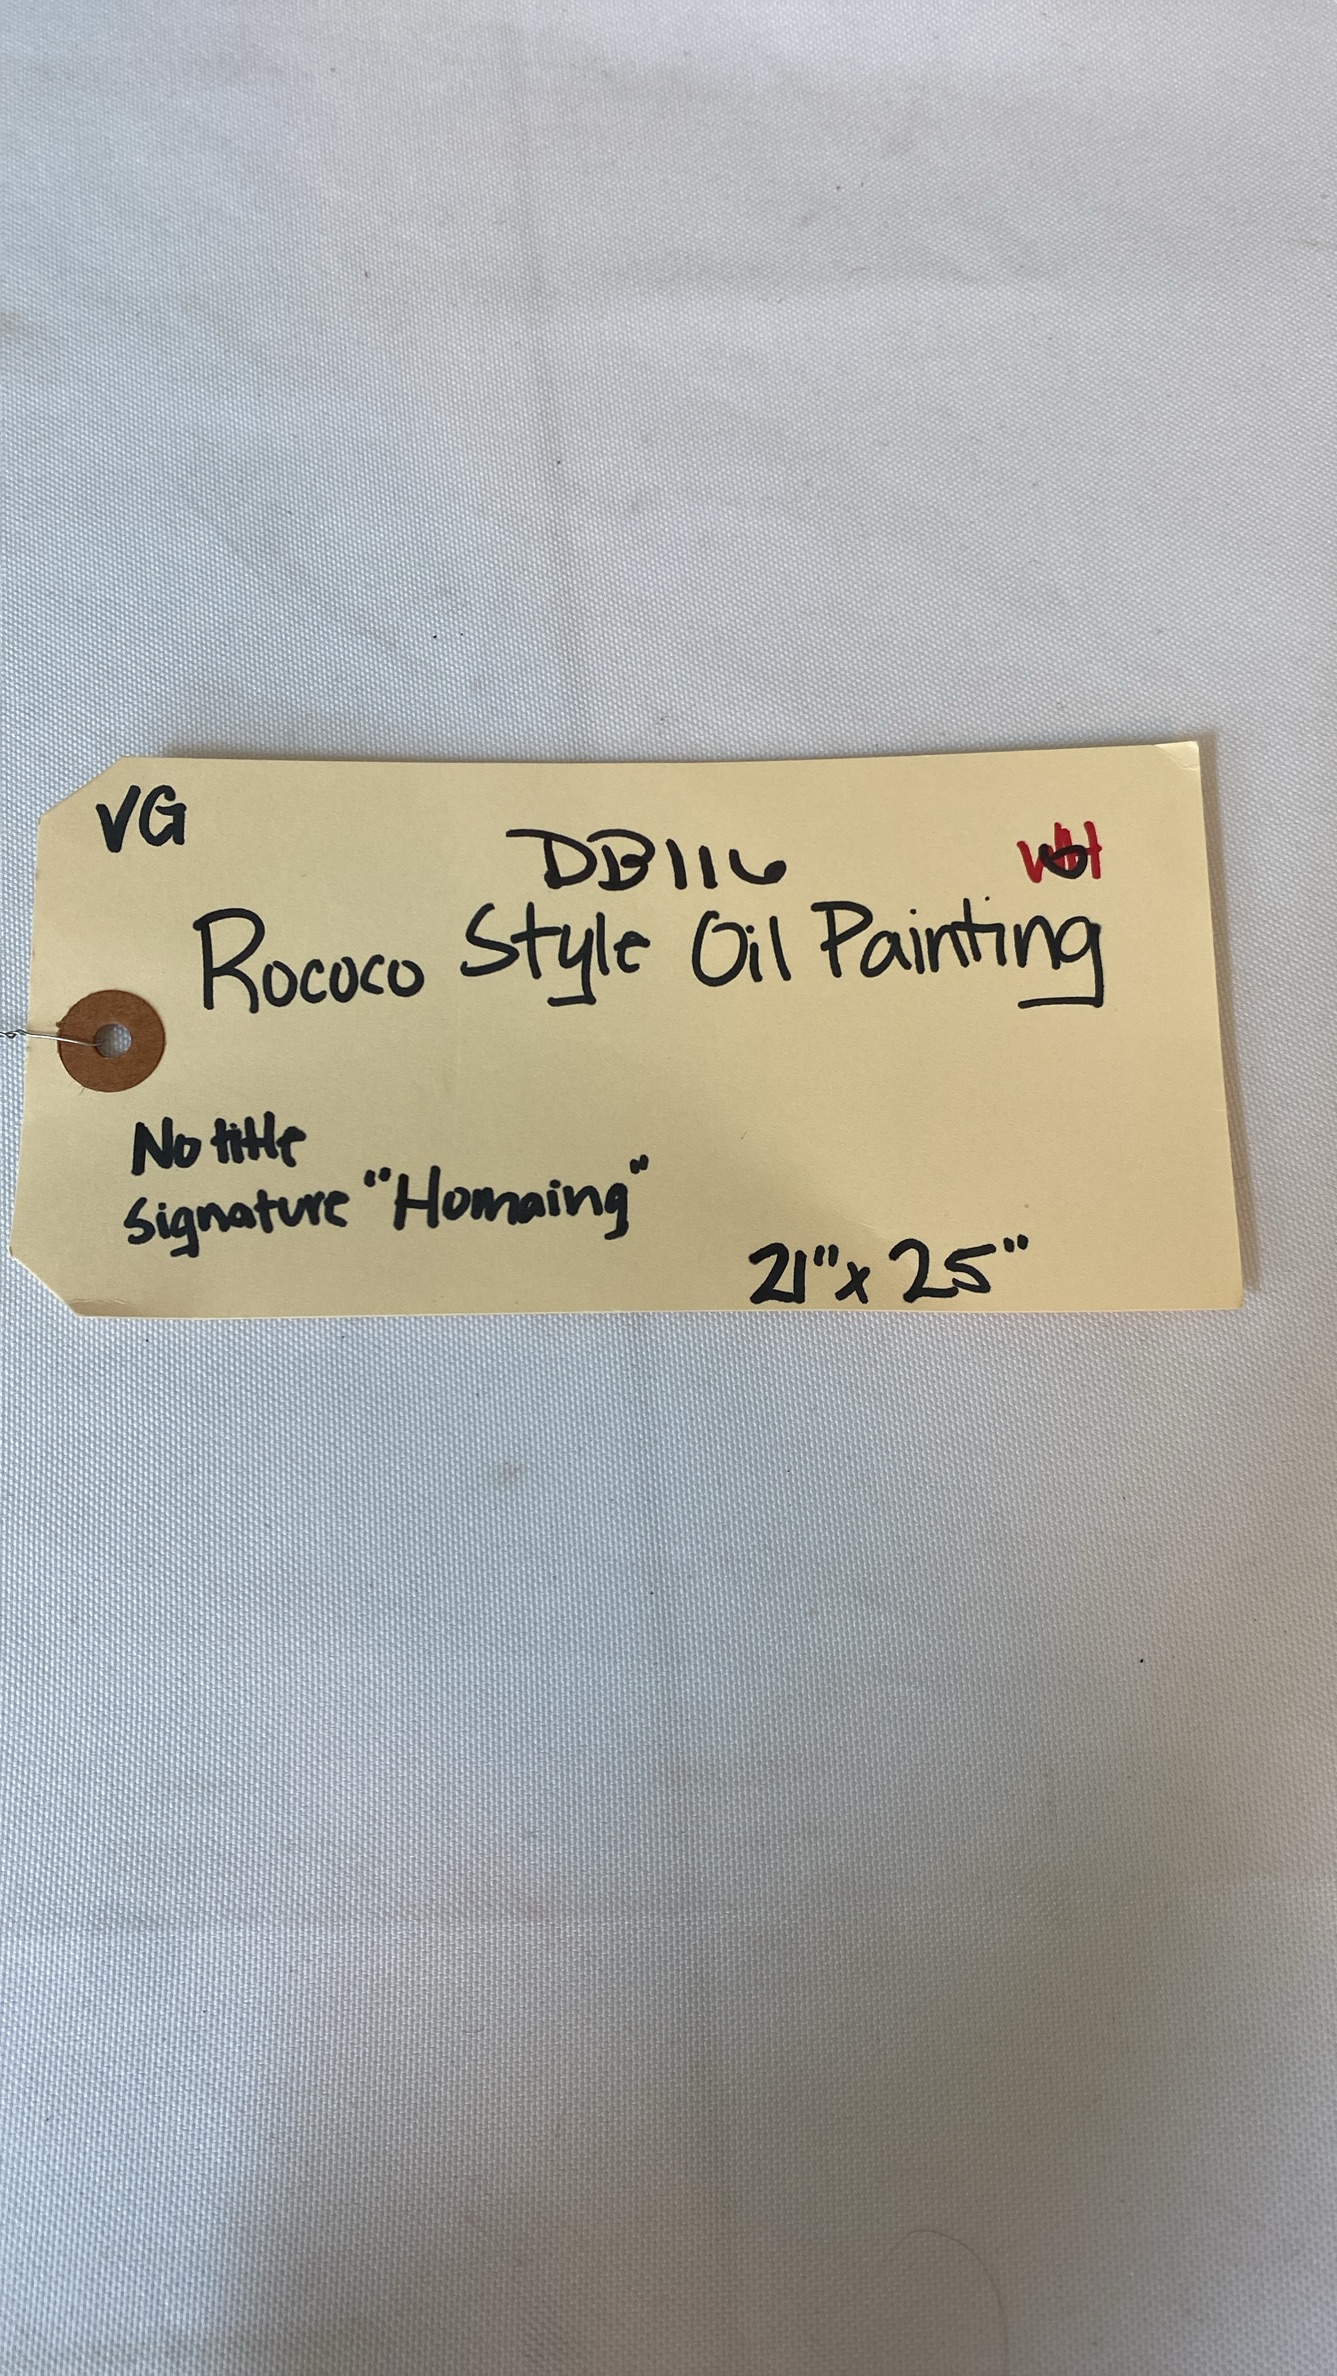 VG
DB116
Rococo Style Oil Painting
No title
Signature "Homaing"
21" x 25"